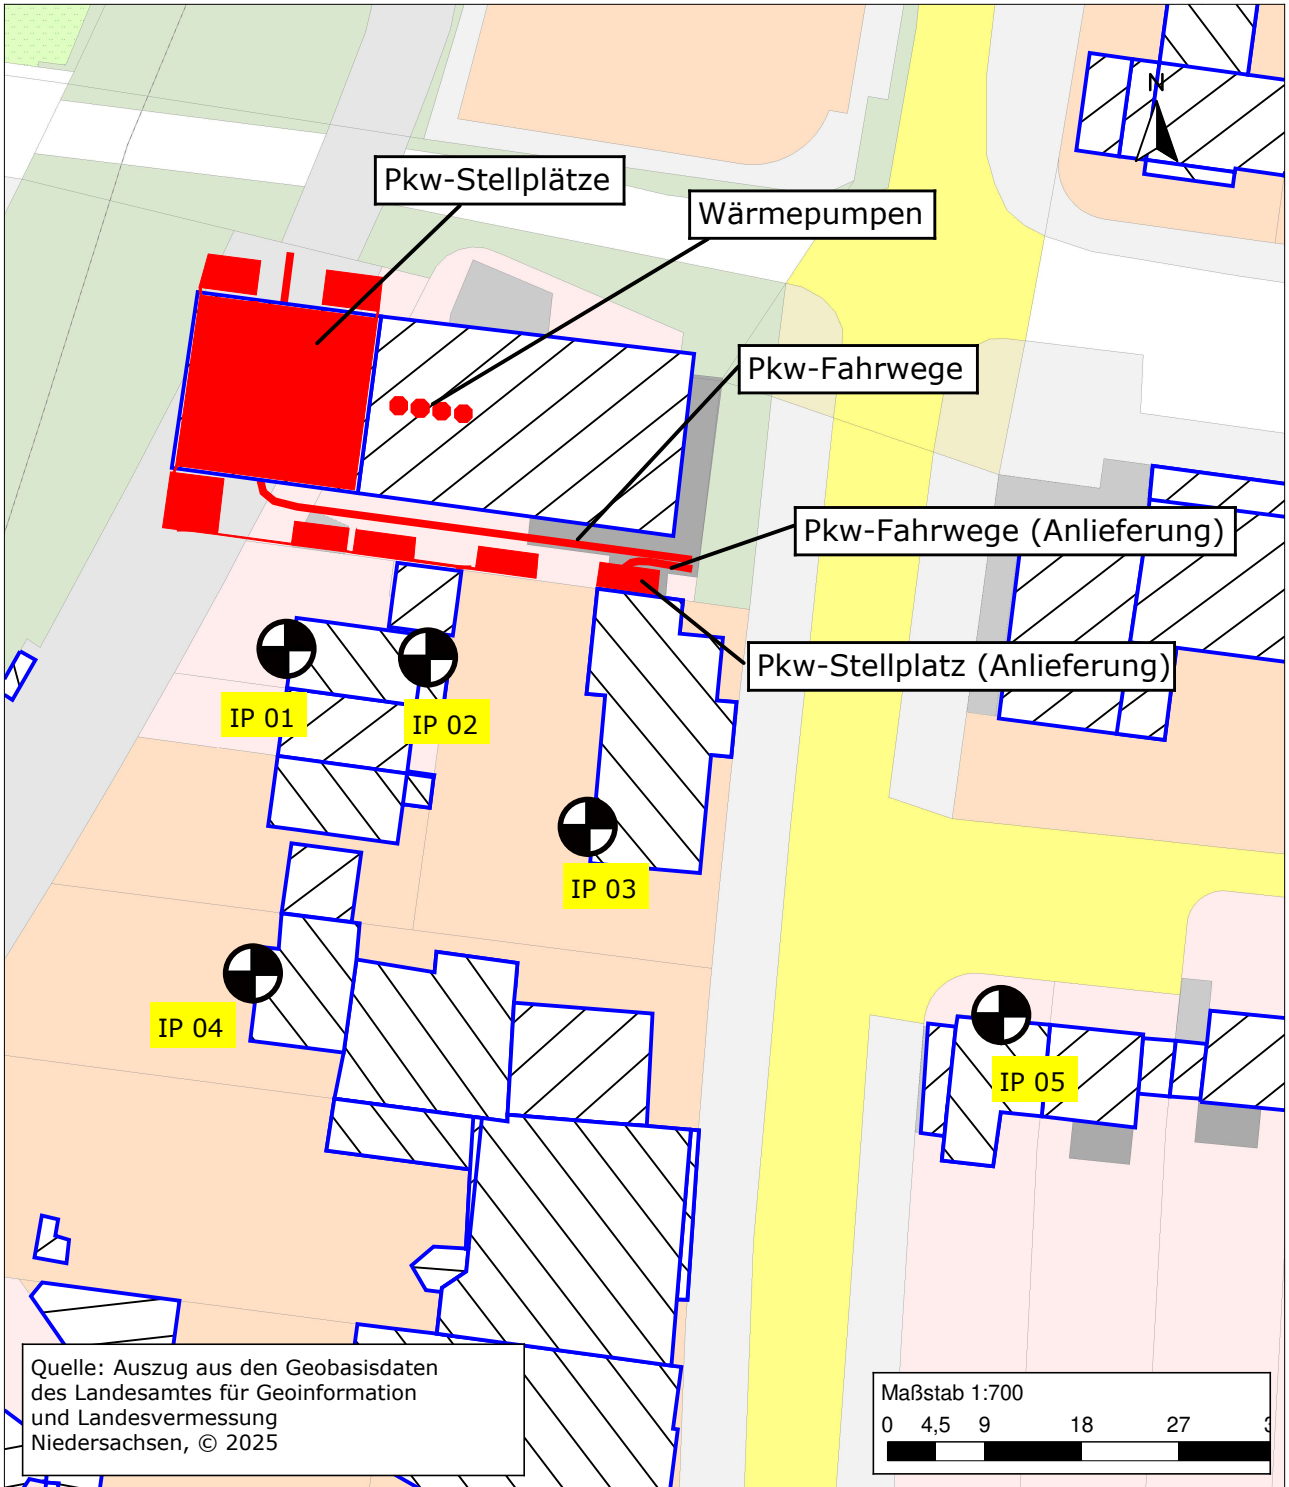 N
Pkw-Stellplätze
Wärmepumpen
Pkw-Fahrwege
Pkw-Fahrwege (Anlieferung)
Pkw-Stellplatz (Anlieferung)
IP 01
IP 02
IP 03
IP 04
IP 05
Quelle: Auszug aus den Geobasisdaten
des Landesamtes für Geoinformation
und Landesvermessung
Niedersachsen, © 2025
Maßstab 1:700
0 4,5 9 18 27